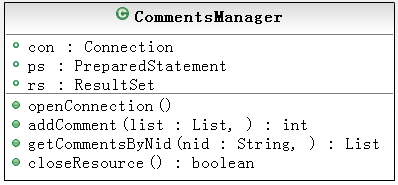 CommentsManager
con : Connection
ps : PreparedStatement
rs : ResultSet
openConnection()
addComment(list : List, ) : int
getCommentsByNid(nid : String, ) : List
closeResource() : boolean